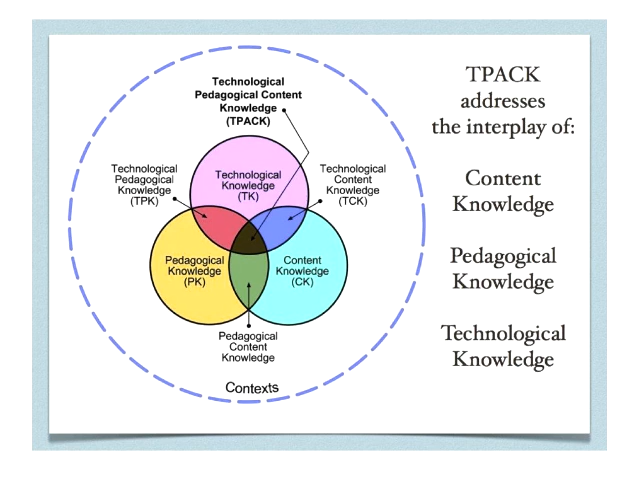 Technological
Pedagogical Content
Knowledge
(TPACK)
Technological
Pedagogical
Knowledge
(TPK)
Technological
Knowledge
(TK)
Technological
Content
Knowledge
(TCK)
Pedagogical
Knowledge
(PK)
Content
Knowledge
(CK)
Pedagogical
Content
Knowledge
Contexts
TPACK
addresses
the interplay of:
Content
Knowledge
Pedagogical
Knowledge
Technological
Knowledge